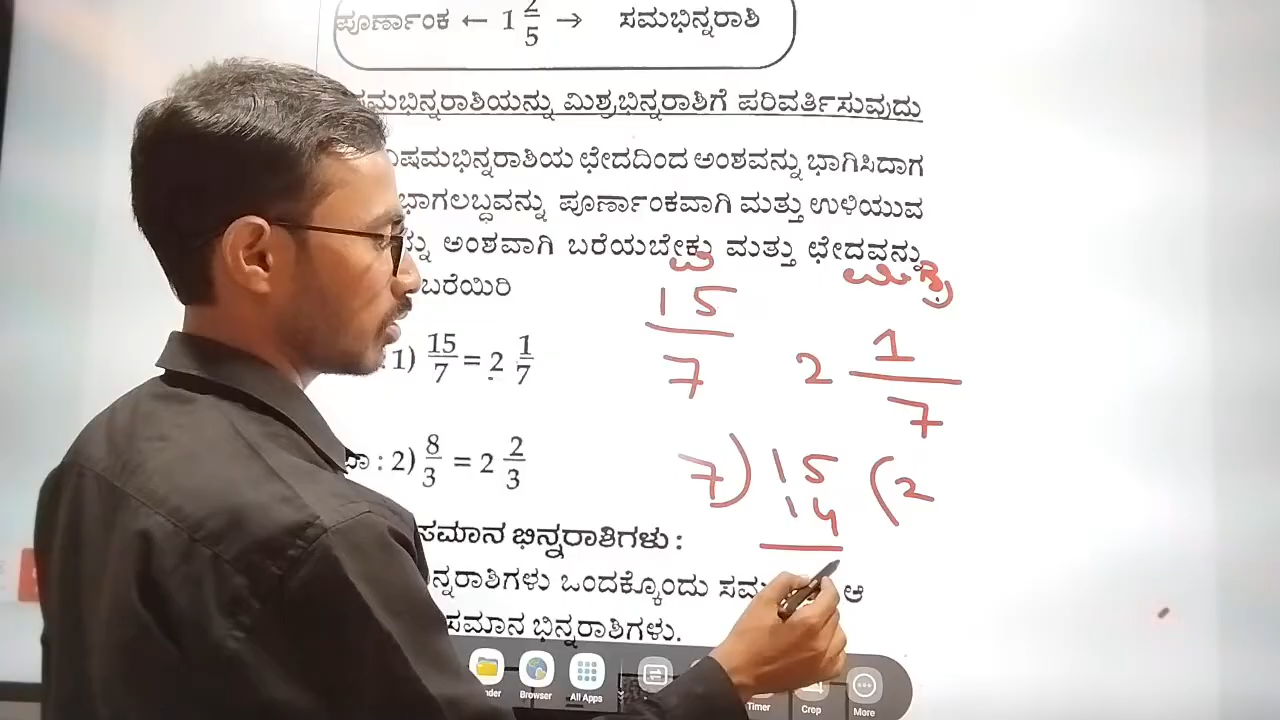 ಪೂರ್ಣಾಂಕ ← 1 2/5 → ಸಮಭಿನ್ನರಾಶಿ
ಸಮಭಿನ್ನರಾಶಿಯನ್ನು ಮಿಶ್ರಭಿನ್ನರಾಶಿಗೆ ಪರಿವರ್ತಿಸುವುದು
ವಿಷಮಭಿನ್ನರಾಶಿಯ ಛೇದದಿಂದ ಅಂಶವನ್ನು ಭಾಗಿಸಿದಾಗ
ಭಾಗಲಬ್ಧವನ್ನು ಪೂರ್ಣಾಂಕವಾಗಿ ಮತ್ತು ಉಳಿಯುವ
ಅಂಶವಾಗಿ ಬರೆಯಬೇಕು ಮತ್ತು ಛೇದವನ್ನು
ಬರೆಯಿರಿ
ಮಿಶ್ರ
1) 15/7 = 2 1/7
15/7 2 1/7
: 2) 8/3 = 2 2/3
7) 15 (2
14
ಸಮಾನ ಭಿನ್ನರಾಶಿಗಳು :
ಒಂದಕ್ಕೊಂದು ಆ
ಸಮಾನ ಭಿನ್ನರಾಶಿಗಳು.
Browser All Apps Timer Crop More